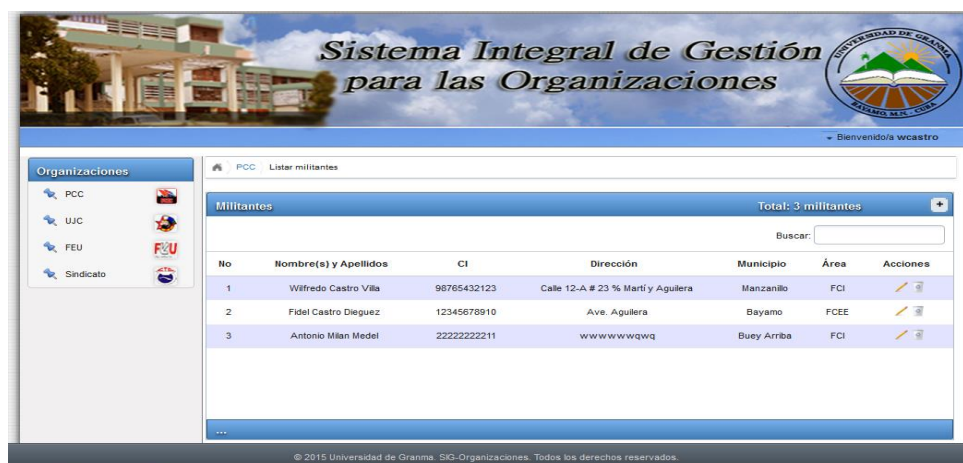 Sistema Integral de Gestión
para las Organizaciones
UNIVERSIDAD DE GRANMA
BAYAMO, M.N. - CUBA
Bienvenido/a wcastro
Organizaciones
PCC
UJC
FEU
FEU
Sindicato
CTC
PCC Listar militantes
Militantes Total: 3 militantes +
Buscar:
No Nombre(s) y Apellidos CI Dirección Municipio Área Acciones
1 Wilfredo Castro Villa 98765432123 Calle 12-A # 23 % Martí y Aguilera Manzanillo FCI
2 Fidel Castro Dieguez 12345678910 Ave. Aguilera Bayamo FCEE
3 Antonio Milan Medel 22222222211 wwwwwwqwq Buey Arriba FCI
...
© 2015 Universidad de Granma. SIG-Organizaciones. Todos los derechos reservados.